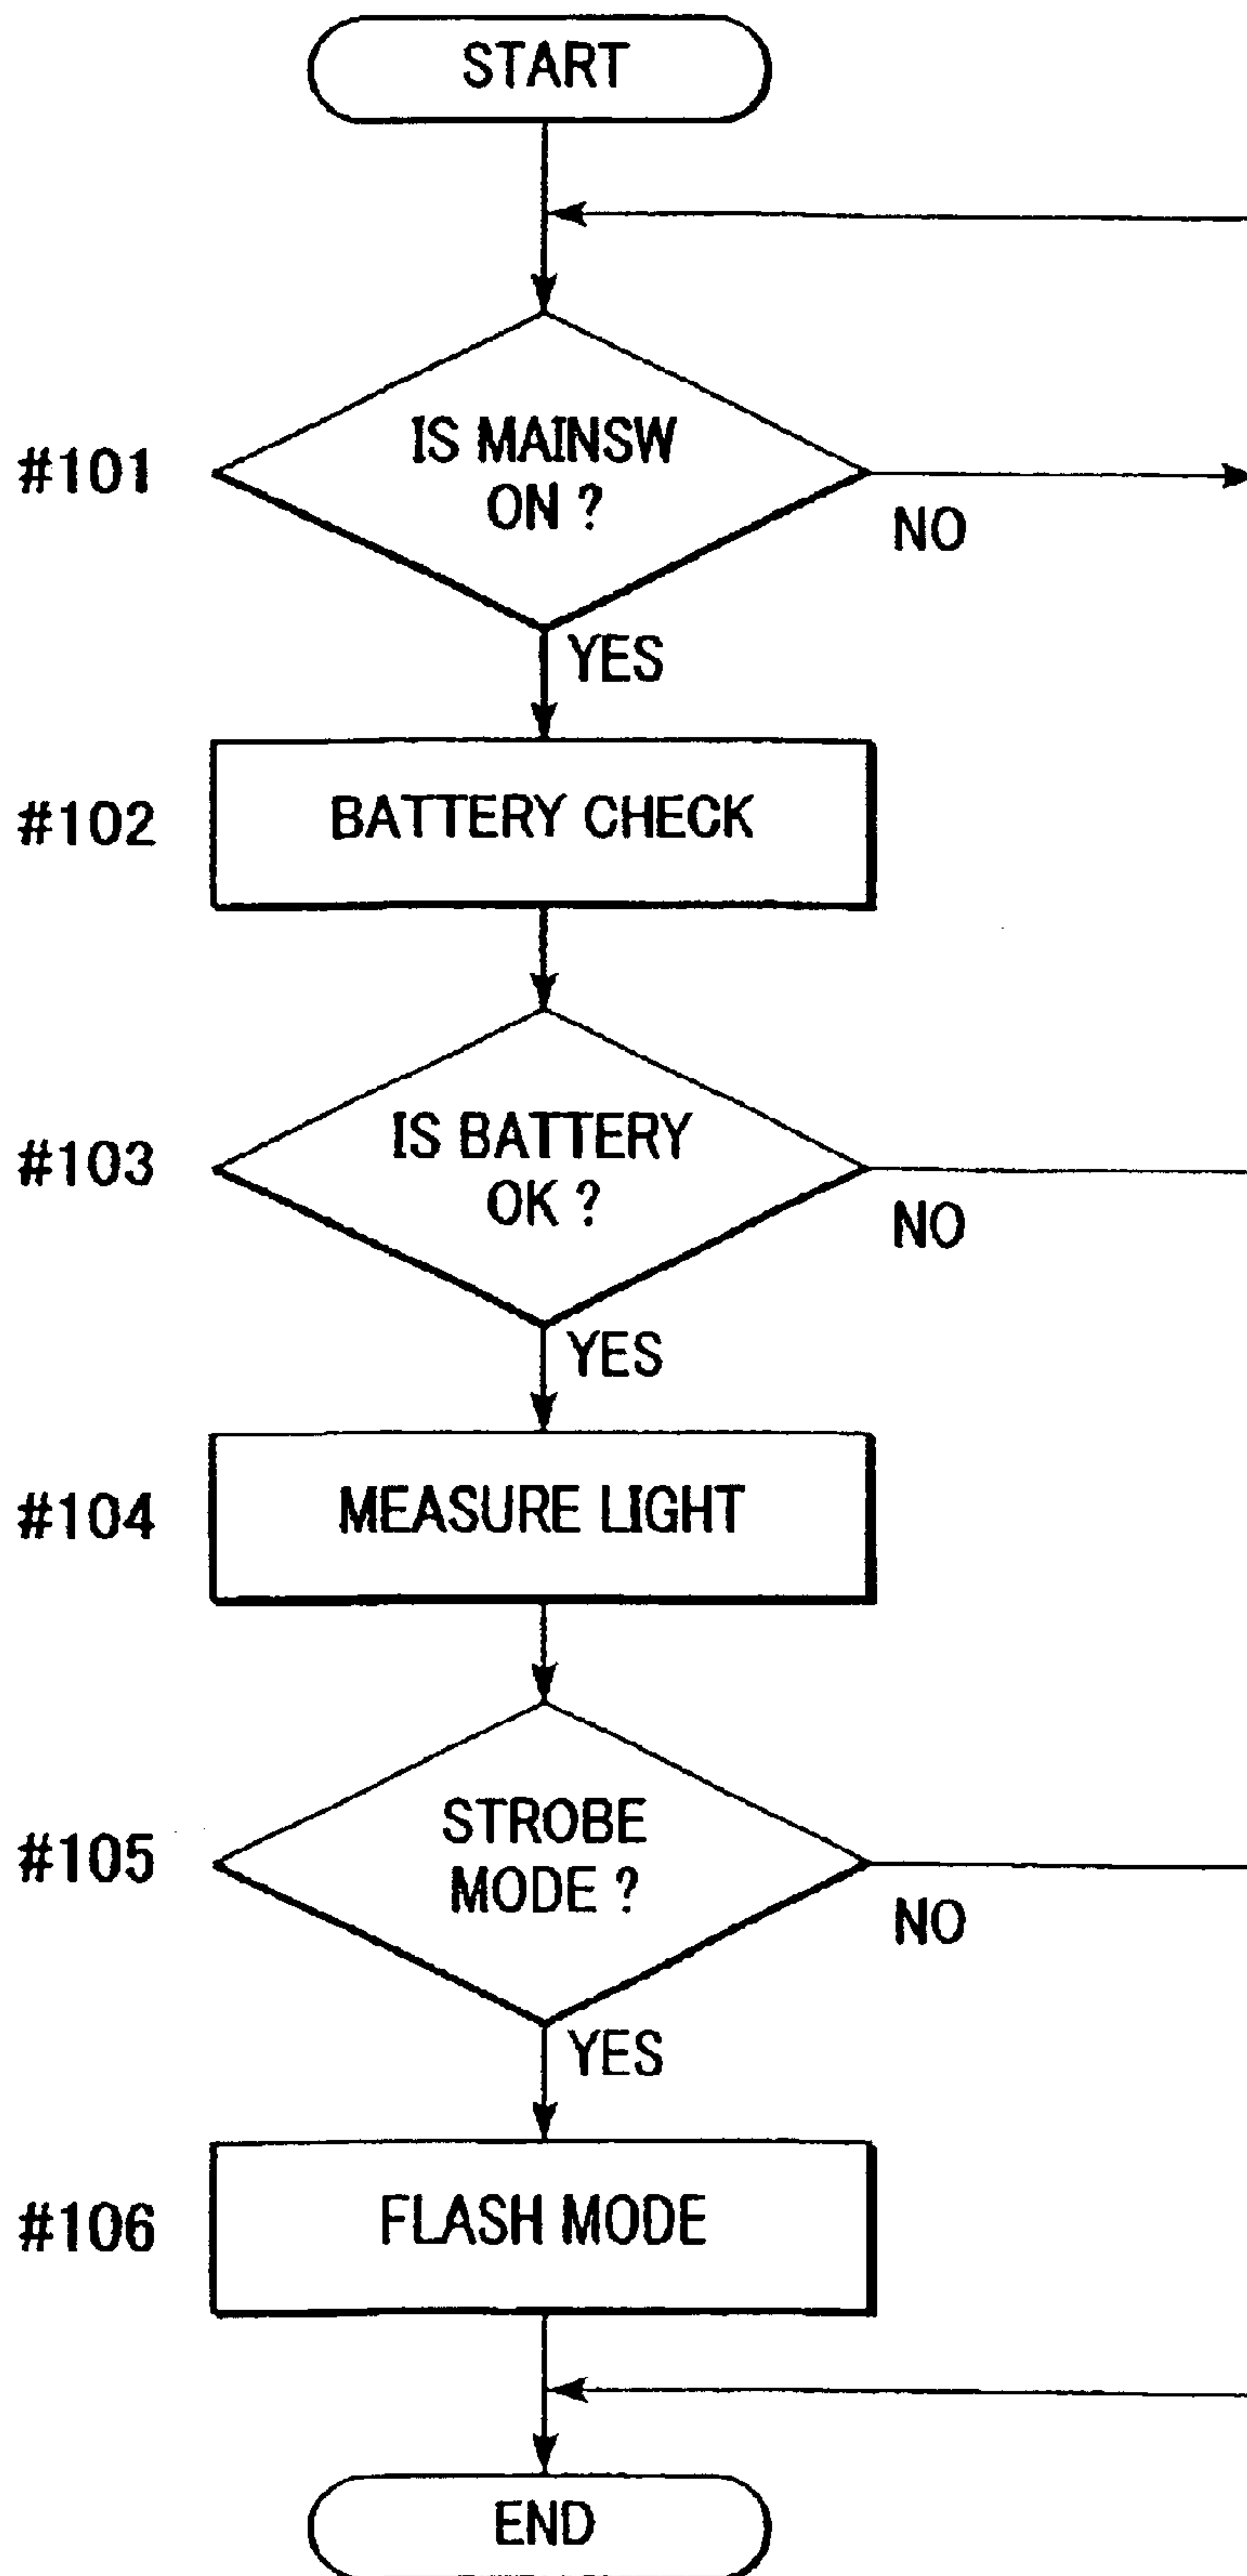 START
#101
IS MAINSW
ON ?
NO
YES
#102
BATTERY CHECK
#103
IS BATTERY
OK ?
NO
YES
#104
MEASURE LIGHT
#105
STROBE
MODE ?
NO
YES
#106
FLASH MODE
END